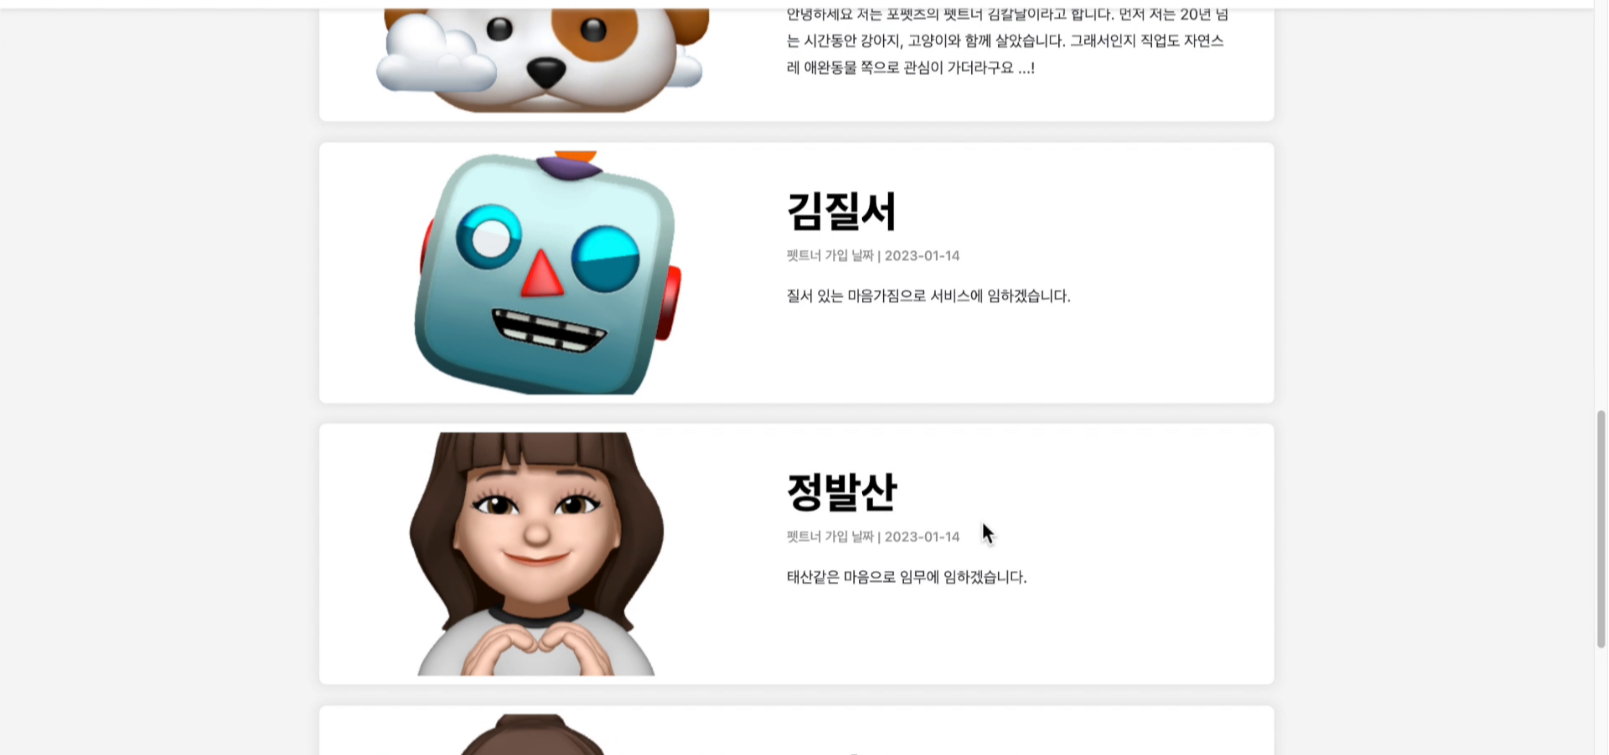 안녕하세요 저는 포펫츠의 펫트너 김칼날이라고 합니다. 먼저 저는 20년 넘
는 시간동안 강아지, 고양이와 함께 살았습니다. 그래서인지 직업도 자연스
레 애완동물 쪽으로 관심이 가더라구요 ...!
김질서
펫트너 가입 날짜 | 2023-01-14
질서 있는 마음가짐으로 서비스에 임하겠습니다.
정발산
펫트너 가입 날짜 | 2023-01-14
태산같은 마음으로 임무에 임하겠습니다.